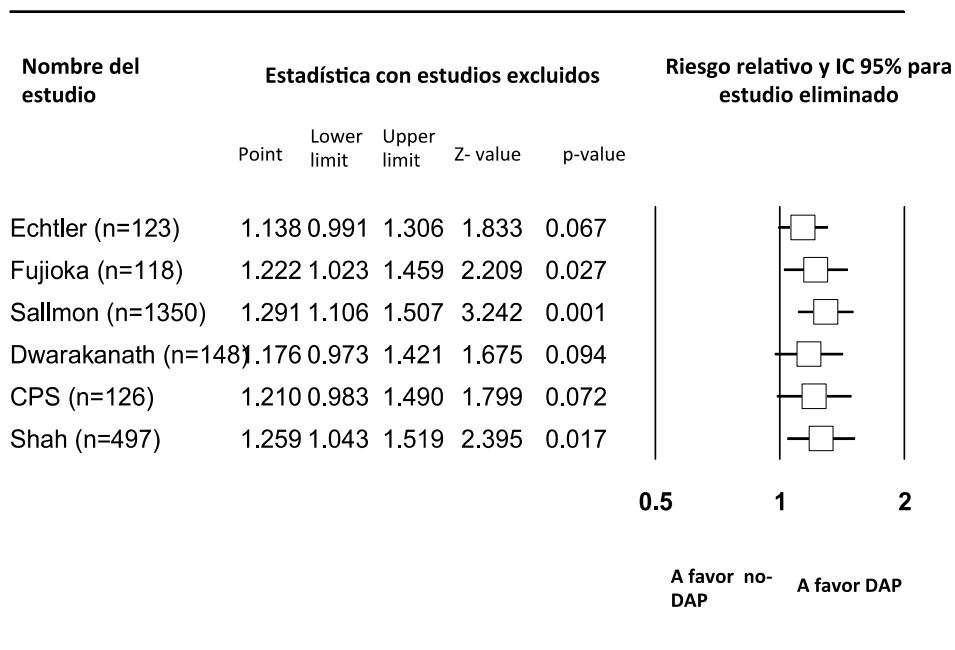 Nombre del estudio
Estadística con estudios excluidos
Riesgo relativo y IC 95% para estudio eliminado
Point Lower limit Upper limit Z- value p-value
Echtler (n=123) 1.138 0.991 1.306 1.833 0.067
Fujioka (n=118) 1.222 1.023 1.459 2.209 0.027
Sallmon (n=1350) 1.291 1.106 1.507 3.242 0.001
Dwarakanath (n=148) 1.176 0.973 1.421 1.675 0.094
CPS (n=126) 1.210 0.983 1.490 1.799 0.072
Shah (n=497) 1.259 1.043 1.519 2.395 0.017
0.5 1 2
A favor no-DAP
A favor DAP